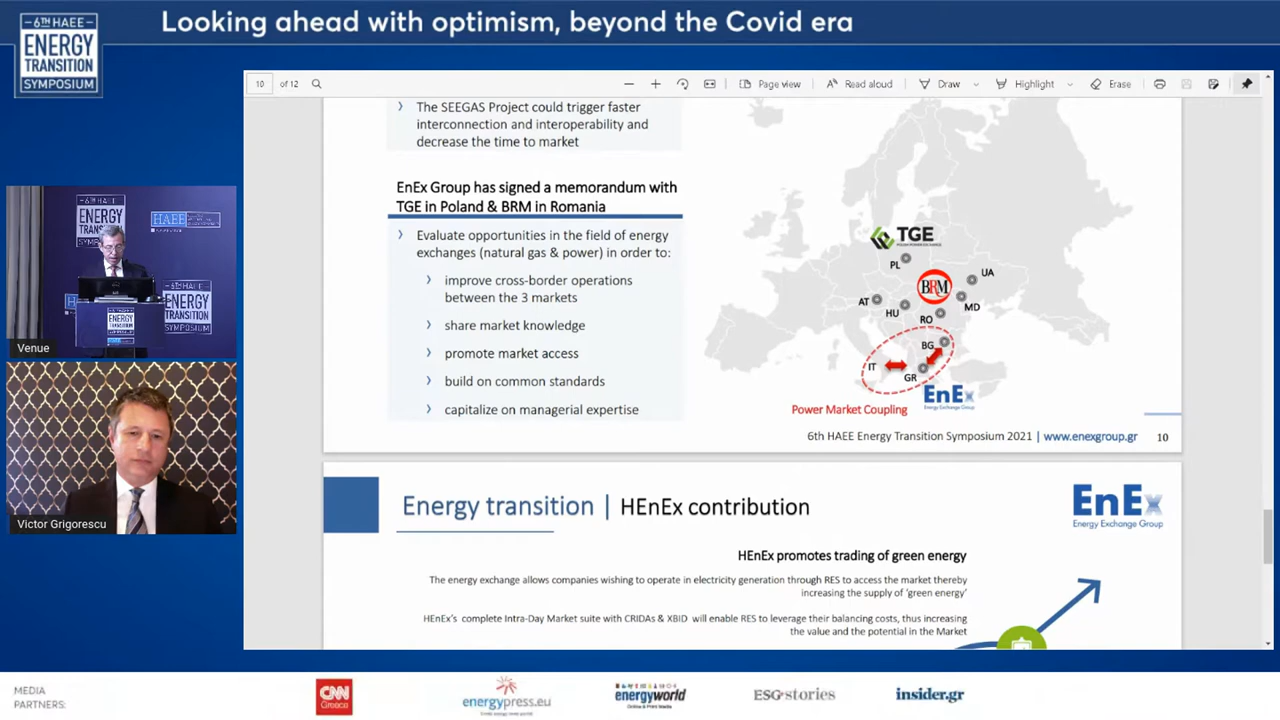 6TH HAEE
ENERGY
TRANSITION
SYMPOSIUM
Looking ahead with optimism, beyond the Covid era
10 of 12
Page view
Read aloud
Draw
Highlight
Erase
The SEEGAS Project could trigger faster
interconnection and interoperability and
decrease the time to market
EnEx Group has signed a memorandum with
TGE in Poland & BRM in Romania
Evaluate opportunities in the field of energy
exchanges (natural gas & power) in order to:
improve cross-border operations
between the 3 markets
share market knowledge
promote market access
build on common standards
capitalize on managerial expertise
TGE
PL
BRM
UA
AT
HU
RO
MD
BG
IT
GR
EnEx
Energy Exchange Group
Power Market Coupling
6th HAEE Energy Transition Symposium 2021 | www.enexgroup.gr 10
Energy transition | HEnEx contribution
EnEx
Energy Exchange Group
HEnEx promotes trading of green energy
The energy exchange allows companies wishing to operate in electricity generation through RES to access the market thereby
increasing the supply of 'green energy'
HEnEx's complete Intra-Day Market suite with CRIDAs & XBID will enable RES to leverage their balancing costs, thus increasing
the value and the potential in the Market
6TH HAEE
ENERGY
TRANSITION
SYMPOSIUM
HAEE
Venue
Victor Grigorescu
MEDIA
PARTNERS:
CNN
Greece
energypress.eu
energyworld
ESG+stories
insider.gr